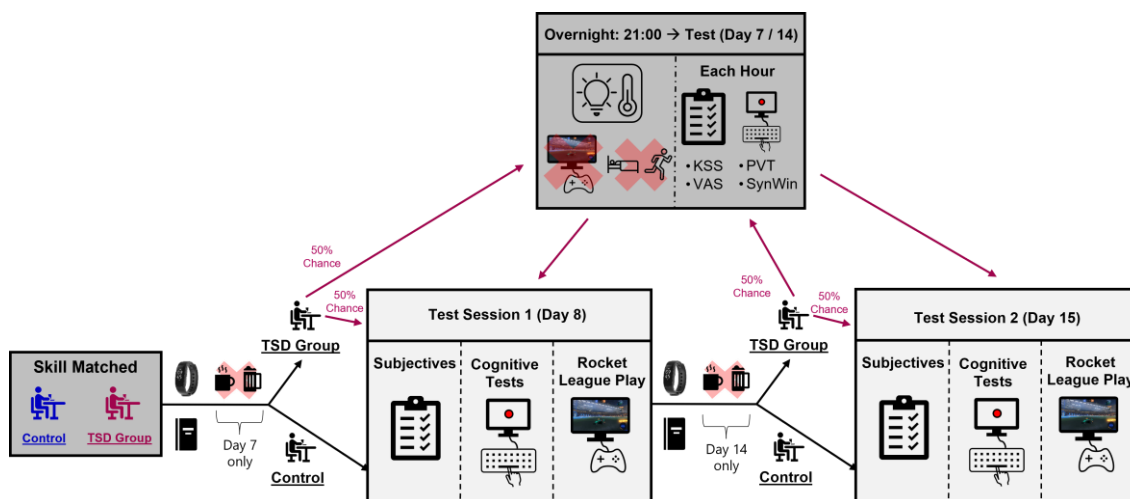 Overnight: 21:00 → Test (Day 7 / 14)
Each Hour
• KSS • PVT
• VAS • SynWin
50%
Chance
50%
Chance
TSD Group
50%
Chance
50%
Chance
TSD Group
Skill Matched
Control TSD Group
Day 7
only
Control
Test Session 1 (Day 8)
Subjectives
Cognitive
Tests
Rocket
League Play
Day 14
only
Control
Test Session 2 (Day 15)
Subjectives
Cognitive
Tests
Rocket
League Play